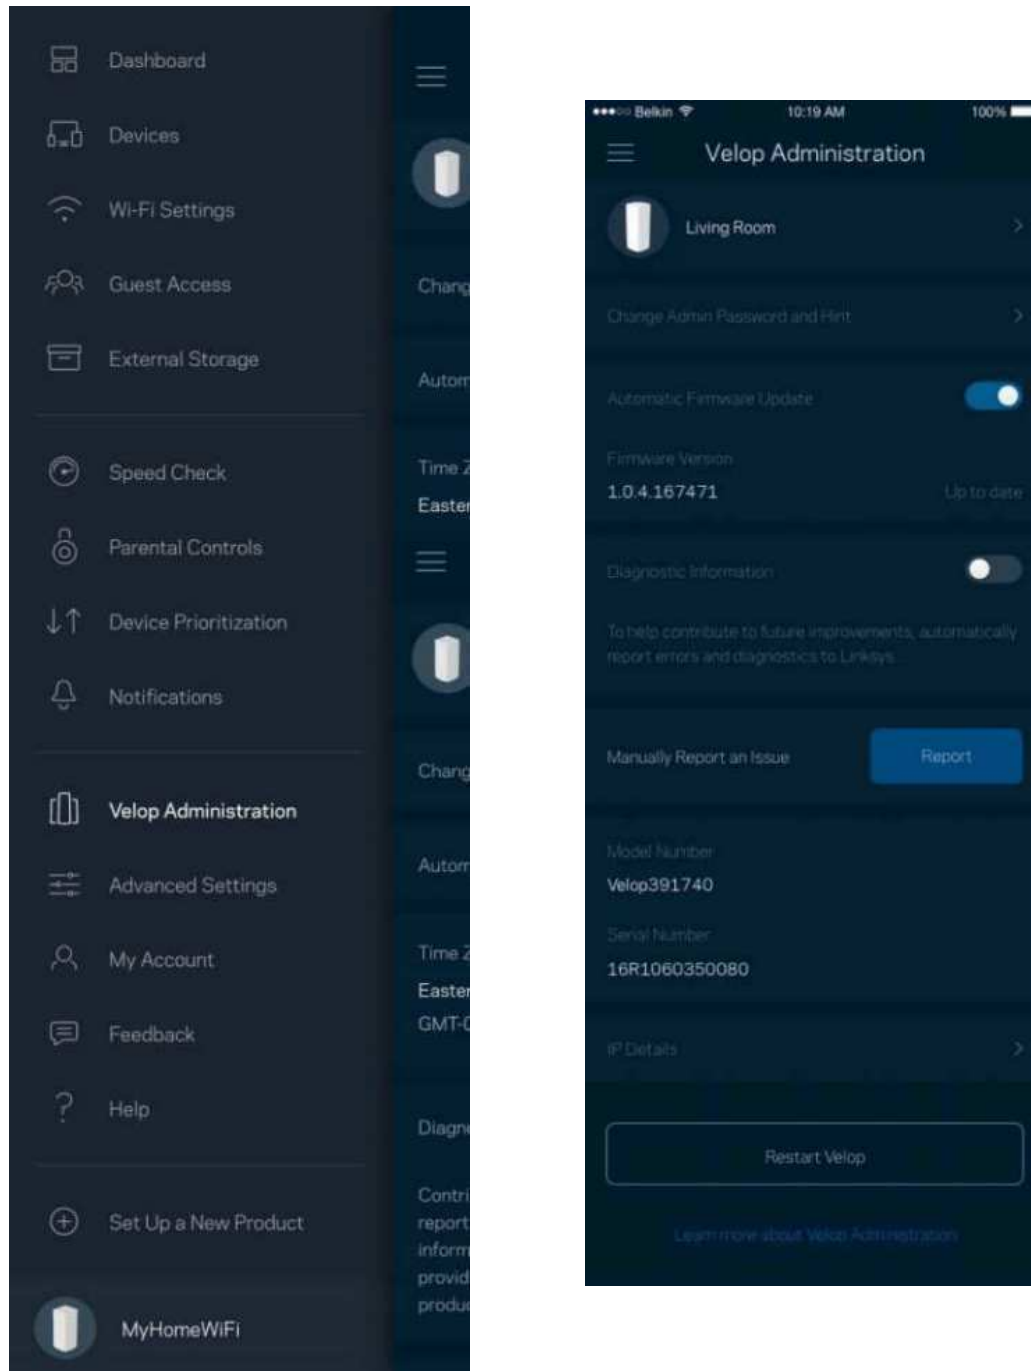 Dashboard
Devices
Wi-Fi Settings
Guest Access
External Storage
Speed Check
Parental Controls
Device Prioritization
Notifications
Velop Administration
Advanced Settings
My Account
Feedback
Help
Set Up a New Product
MyHomeWiFi
Chang
Autom
Time Z
Easter
Chang
Autom
Time Z
Easter
GMT-0
Diagn
Contri
report
inform
provid
produ
Belkin 10:19 AM 100%
Velop Administration
Living Room
Change Admin Password and Hint
Automatic Firmware Update
Firmware Version
1.0.4.167471 Up to date
Diagnostic Information
To help contribute to future improvements, automatically
report errors and diagnostics to Linksys.
Manually Report an Issue Report
Model Number
Velop391740
Serial Number
16R1060350080
IP Details
Restart Velop
Learn more about Velop Administration